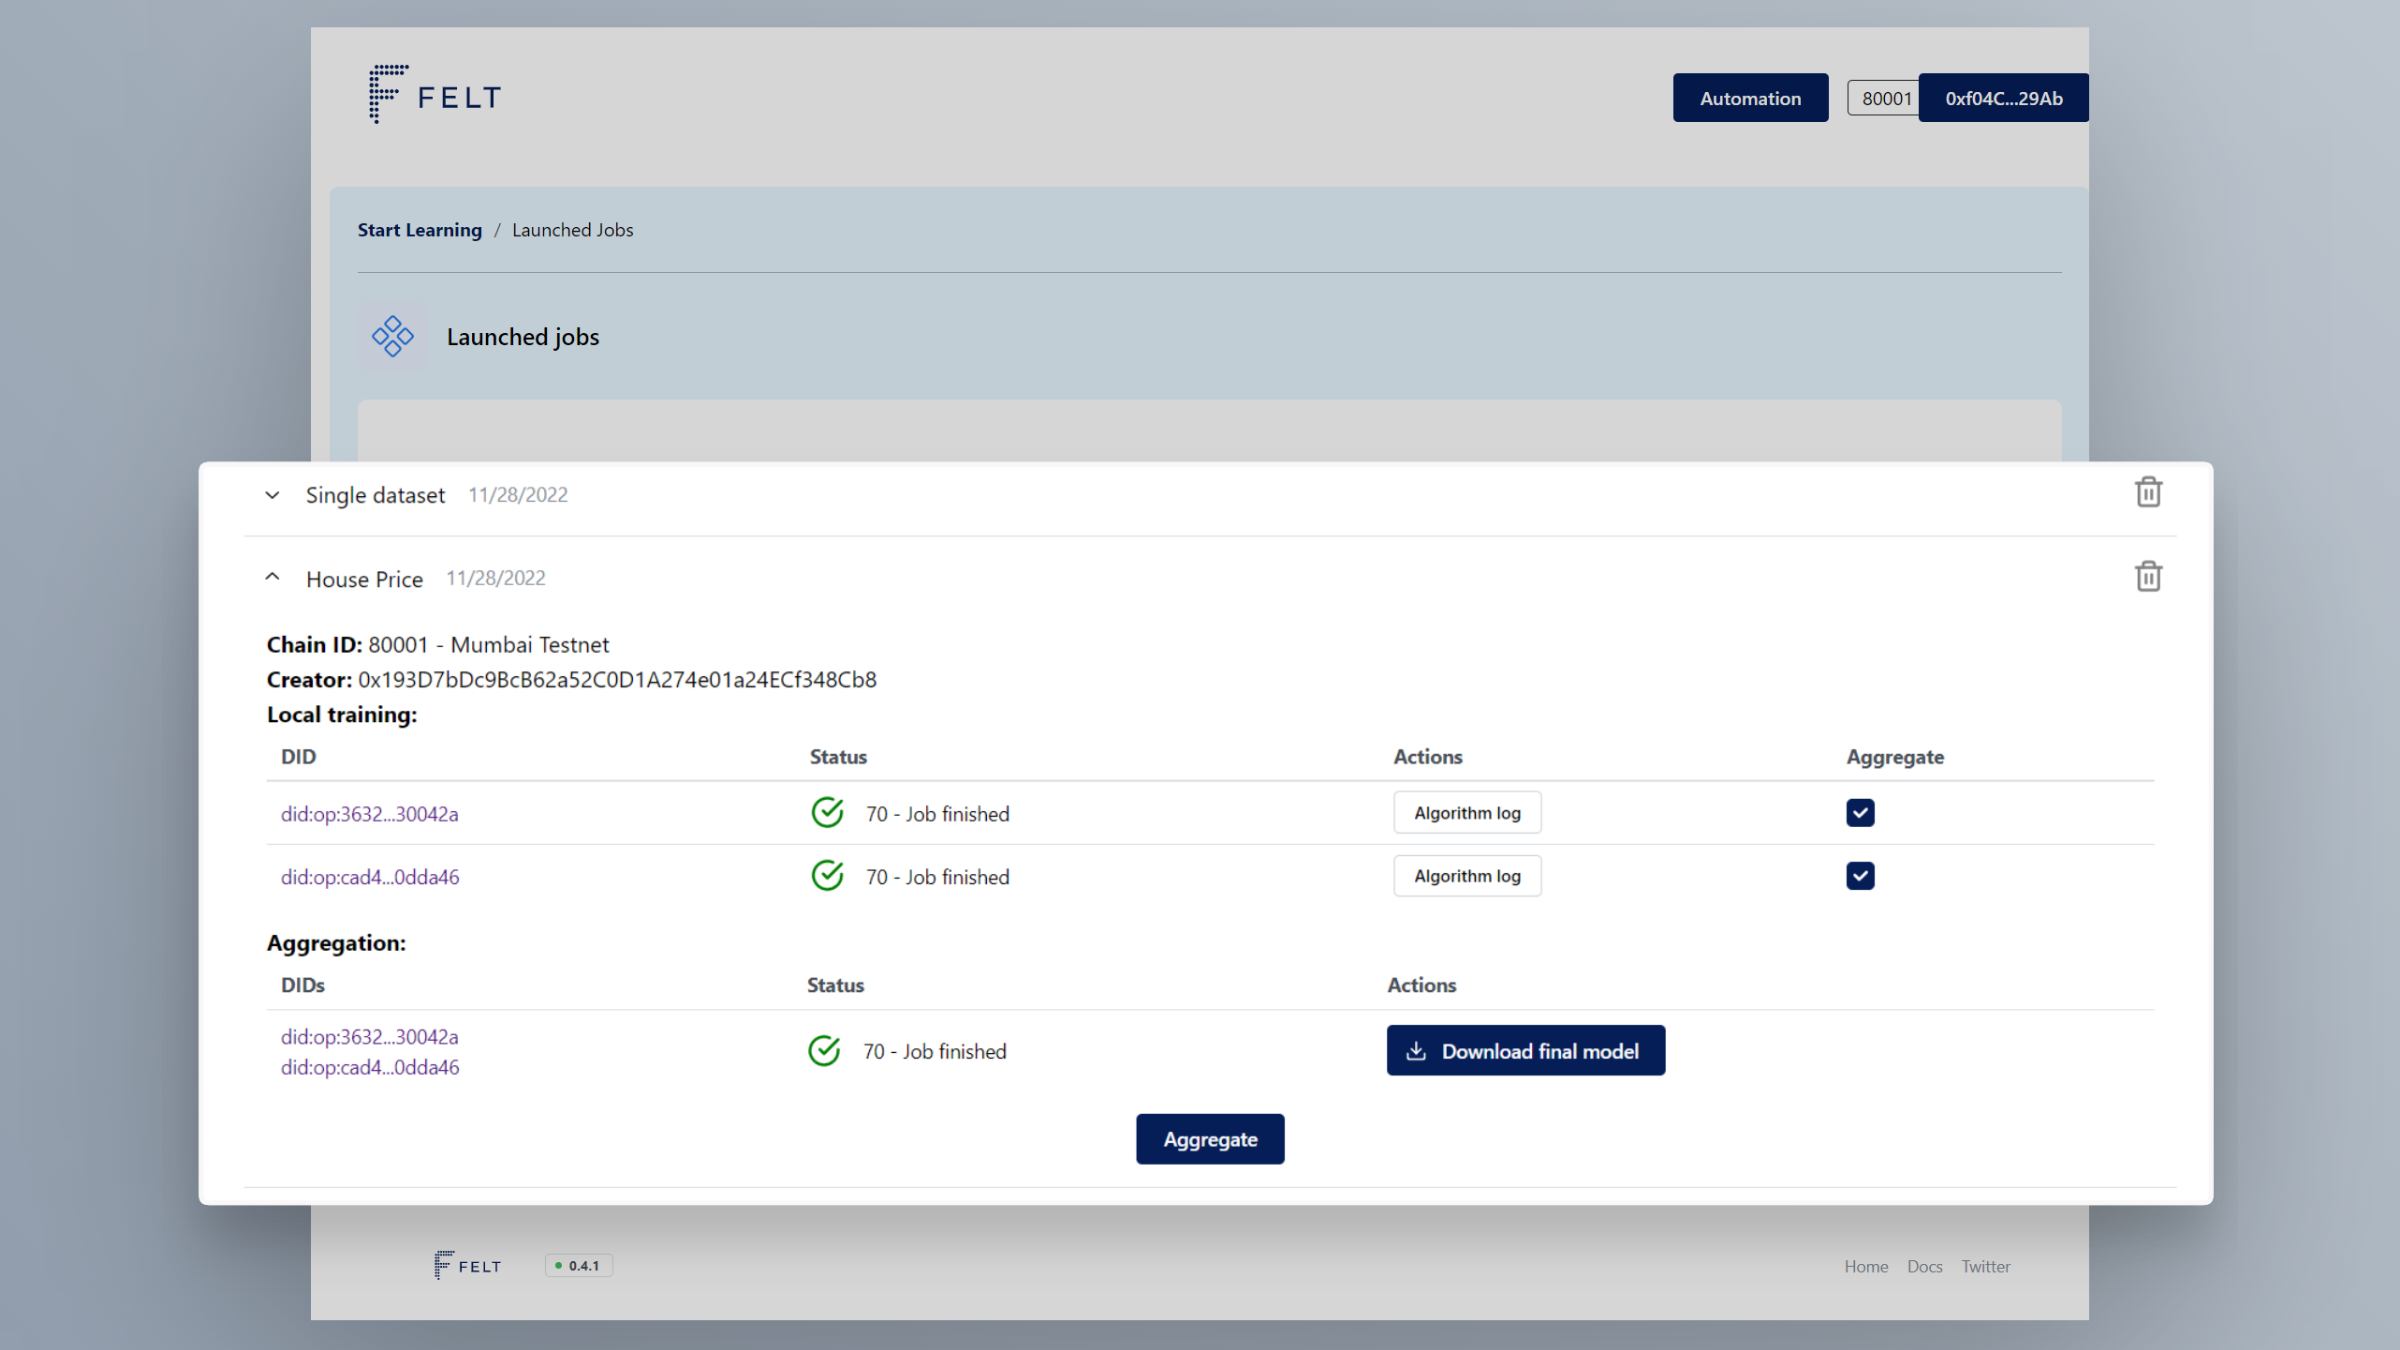 FELT
Automation 80001 0xf04C...29Ab
Start Learning / Launched Jobs
Launched jobs
Single dataset 11/28/2022
House Price 11/28/2022
Chain ID: 80001 - Mumbai Testnet
Creator: 0x193D7bDc9BcB62a52C0D1A274e01a24ECf348Cb8
Local training:
DID Status Actions Aggregate
did:op:3632...30042a 70 - Job finished Algorithm log
did:op:cad4...0dda46 70 - Job finished Algorithm log
Aggregation:
DIDs Status Actions
did:op:3632...30042a
did:op:cad4...0dda46 70 - Job finished Download final model
Aggregate
FELT 0.4.1 Home Docs Twitter